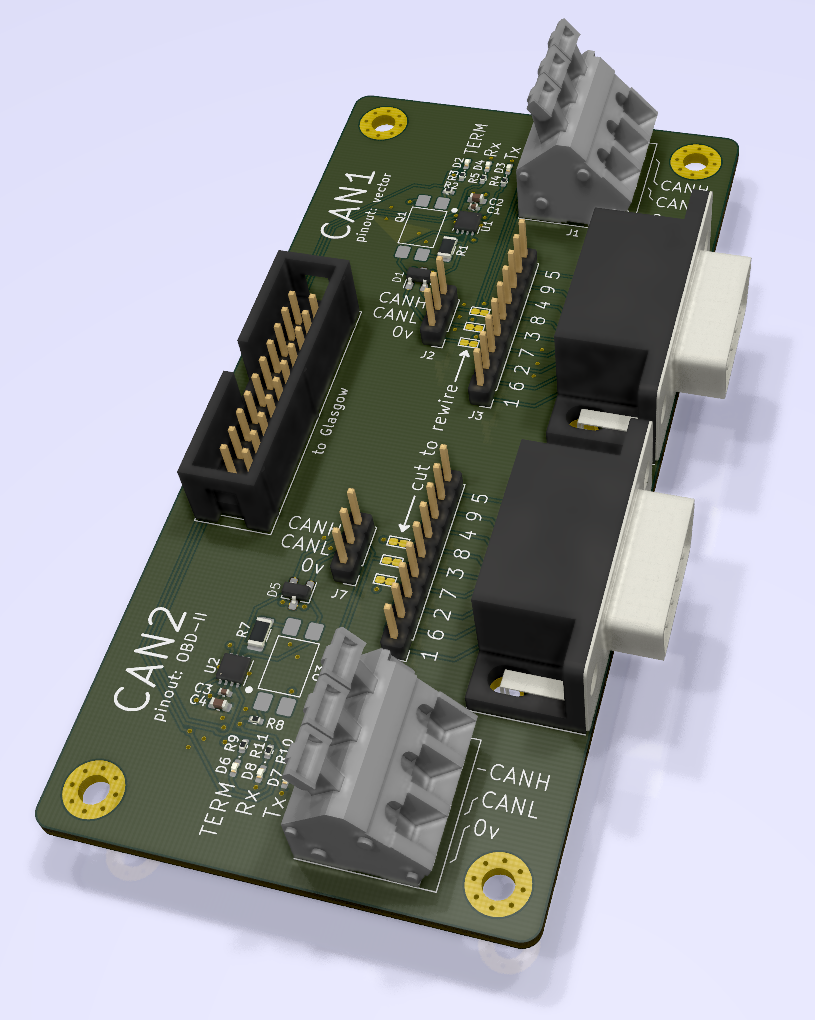 TERM
Rx
Tx
D2
D4
D3
R3
R5
R4
CAN1
pinout: vector
Q1
U1
R1
D1
J1
CANH
CAN
CANH
CANL
0v
J2
J3
1 6 2 7 3 8 4 9 5
to Glasgow
cut to rewire
CANH
CANL
0v
J7
1 6 2 7 3 8 4 9 5
D5
R7
U2
C3
C4
R8
CAN2
pinout: OBD-II
R9
R11
R10
D6
D8
D7
TERM
Rx
Tx
CANH
CANL
0v